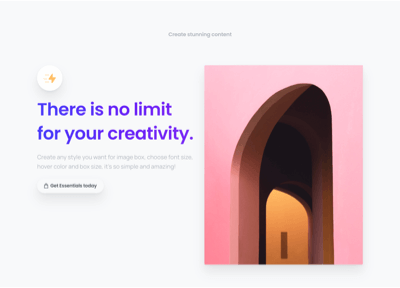 Create stunning content
There is no limit
for your creativity.
Create any style you want for image box, choose font size,
hover color and box size, it's so simple and amazing!
Get Essentials today